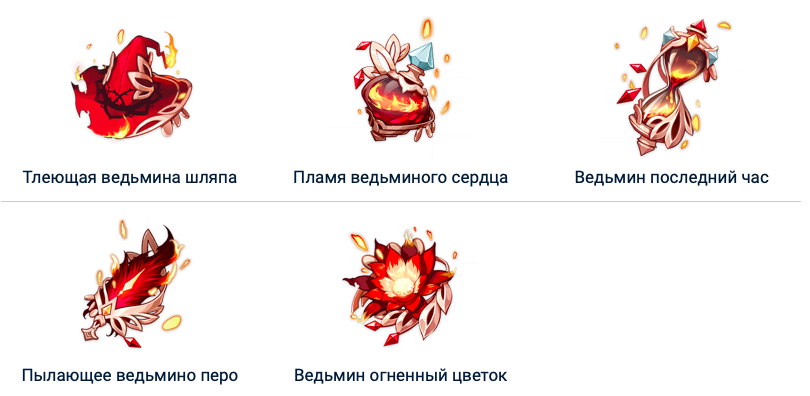 Тлеющая ведьмина шляпа
Пламя ведьминого сердца
Ведьмин последний час
Пылающее ведьмино перо
Ведьмин огненный цветок